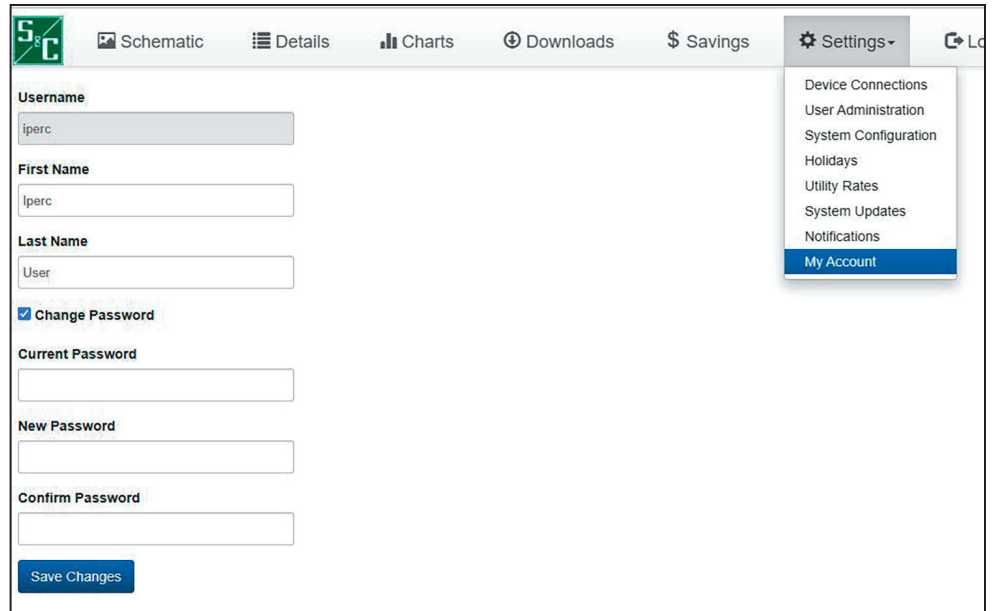 S&C Schematic Details Charts Downloads $ Savings Settings Lo
Device Connections
User Administration
System Configuration
Holidays
Utility Rates
System Updates
Notifications
My Account
Username
iperc
First Name
Iperc
Last Name
User
Change Password
Current Password
New Password
Confirm Password
Save Changes